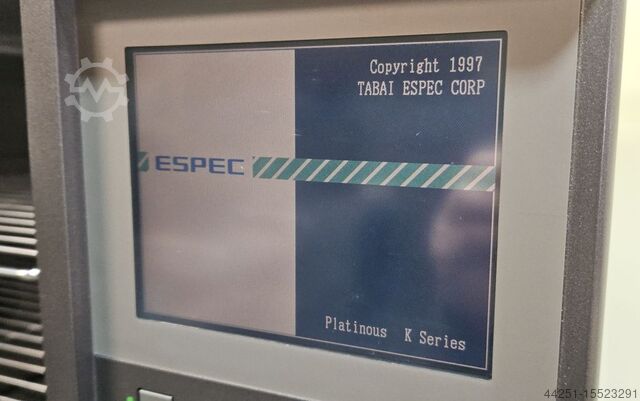 Copyright 1997
TABAI ESPEC CORP
ESPEC
Platinous K Series
44251-15523291